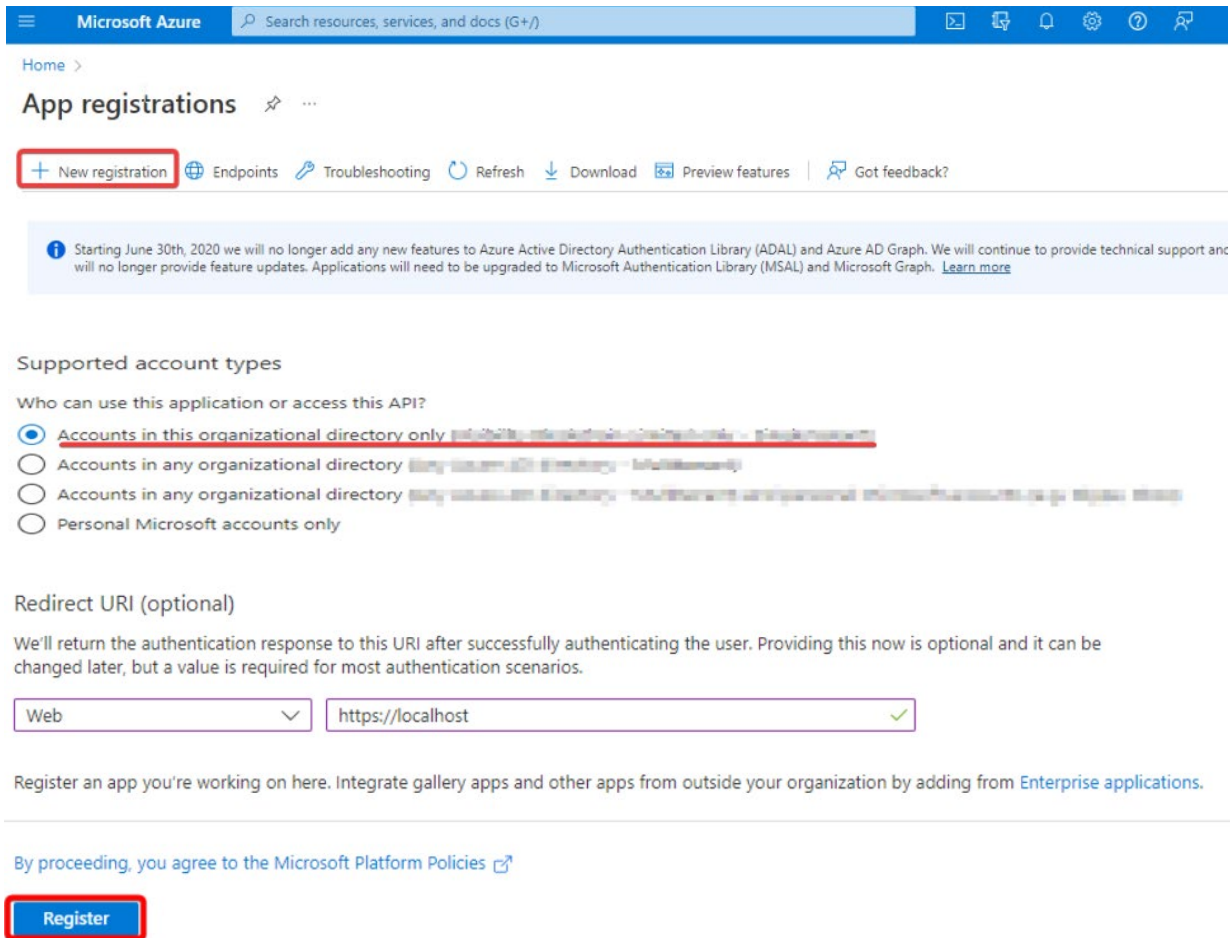 Microsoft Azure
Search resources, services, and docs (G+/)
Home >
App registrations ...
+ New registration Endpoints Troubleshooting Refresh Download Preview features Got feedback?
Starting June 30th, 2020 we will no longer add any new features to Azure Active Directory Authentication Library (ADAL) and Azure AD Graph. We will continue to provide technical support and
will no longer provide feature updates. Applications will need to be upgraded to Microsoft Authentication Library (MSAL) and Microsoft Graph. Learn more
Supported account types
Who can use this application or access this API?
Accounts in this organizational directory only
Accounts in any organizational directory
Accounts in any organizational directory
Personal Microsoft accounts only
Redirect URI (optional)
We'll return the authentication response to this URI after successfully authenticating the user. Providing this now is optional and it can be
changed later, but a value is required for most authentication scenarios.
Web https://localhost
Register an app you're working on here. Integrate gallery apps and other apps from outside your organization by adding from Enterprise applications.
By proceeding, you agree to the Microsoft Platform Policies
Register